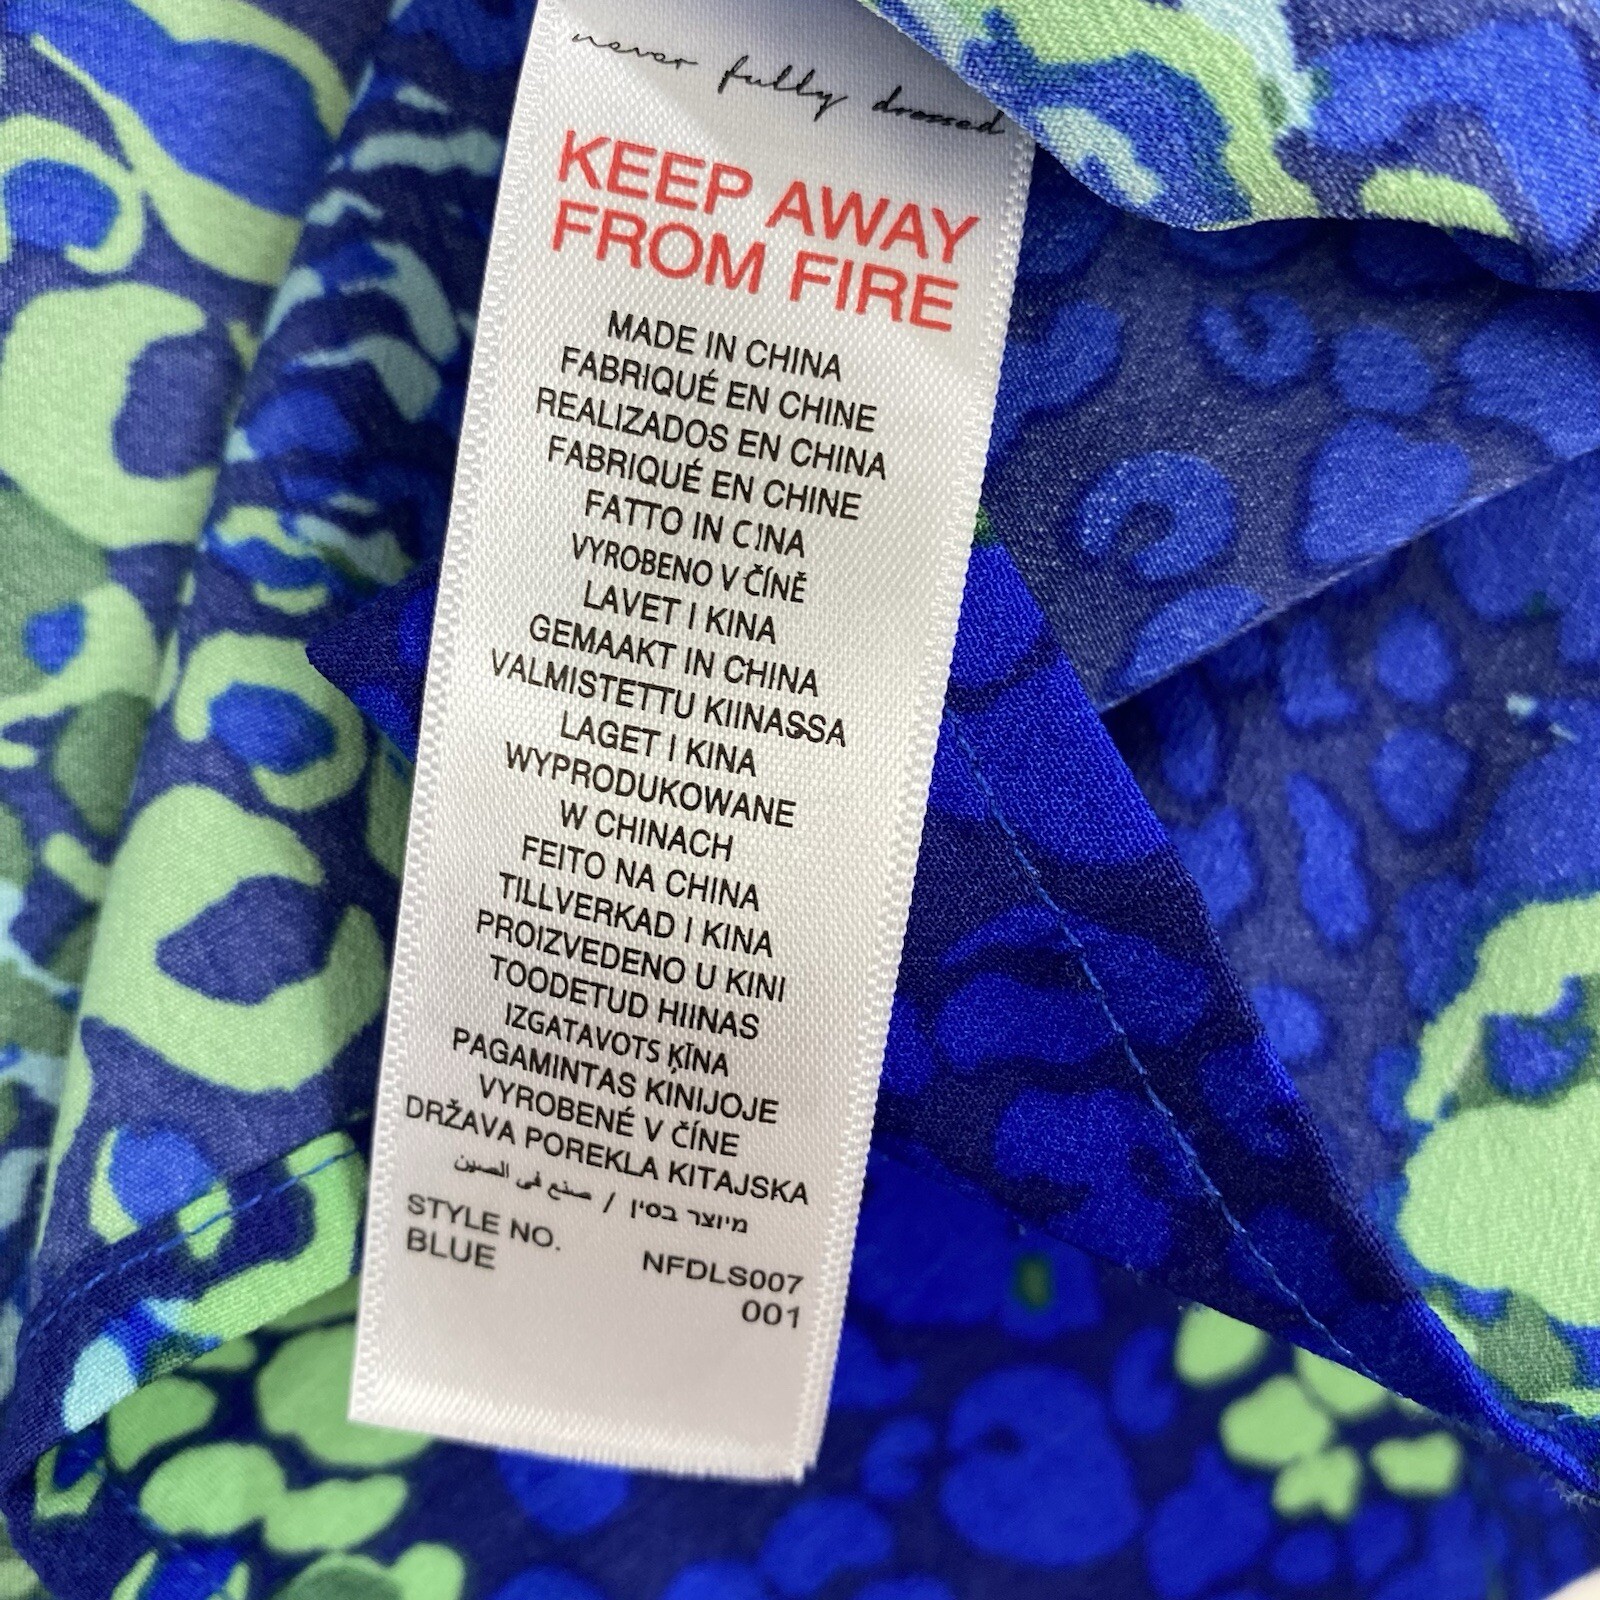 never fully dressed
KEEP AWAY
FROM FIRE
MADE IN CHINA
FABRIQUÉ EN CHINE
REALIZADOS EN CHINA
FABRIQUÉ EN CHINE
FATTO IN CINA
VYROBENO V ČÍNĚ
LAVET I KINA
GEMAAKT IN CHINA
VALMISTETTU KIINASSA
LAGET I KINA
WYPRODUKOWANE
W CHINACH
FEITO NA CHINA
TILLVERKAD I KINA
PROIZVEDENO U KINI
TOODETUD HIINAS
IZGATAVOTS ĶĪNA
PAGAMINTAS KINIJOJE
VYROBENÉ V ČÍNE
DRŽAVA POREKLA KITAJSKA
מיוצר בסין / صنع في الصين
STYLE NO. NFDLS007
BLUE 001